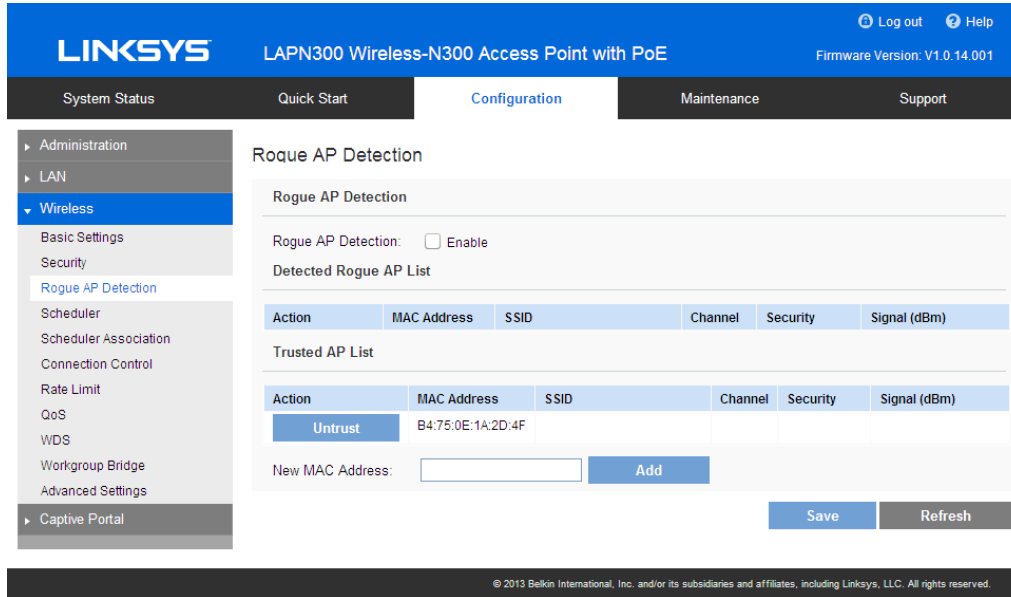 Log out Help
LINKSYS LAPN300 Wireless-N300 Access Point with PoE Firmware Version: V1.0.14.001
System Status Quick Start Configuration Maintenance Support
Administration
LAN
Wireless
Basic Settings
Security
Rogue AP Detection
Scheduler
Scheduler Association
Connection Control
Rate Limit
QoS
WDS
Workgroup Bridge
Advanced Settings
Captive Portal
Rogue AP Detection
Rogue AP Detection
Rogue AP Detection: Enable
Detected Rogue AP List
Action MAC Address SSID Channel Security Signal (dBm)
Trusted AP List
Action MAC Address SSID Channel Security Signal (dBm)
Untrust B4:75:0E:1A:2D:4F
New MAC Address: Add
Save Refresh
© 2013 Belkin International, Inc. and/or its subsidiaries and affiliates, including Linksys, LLC. All rights reserved.